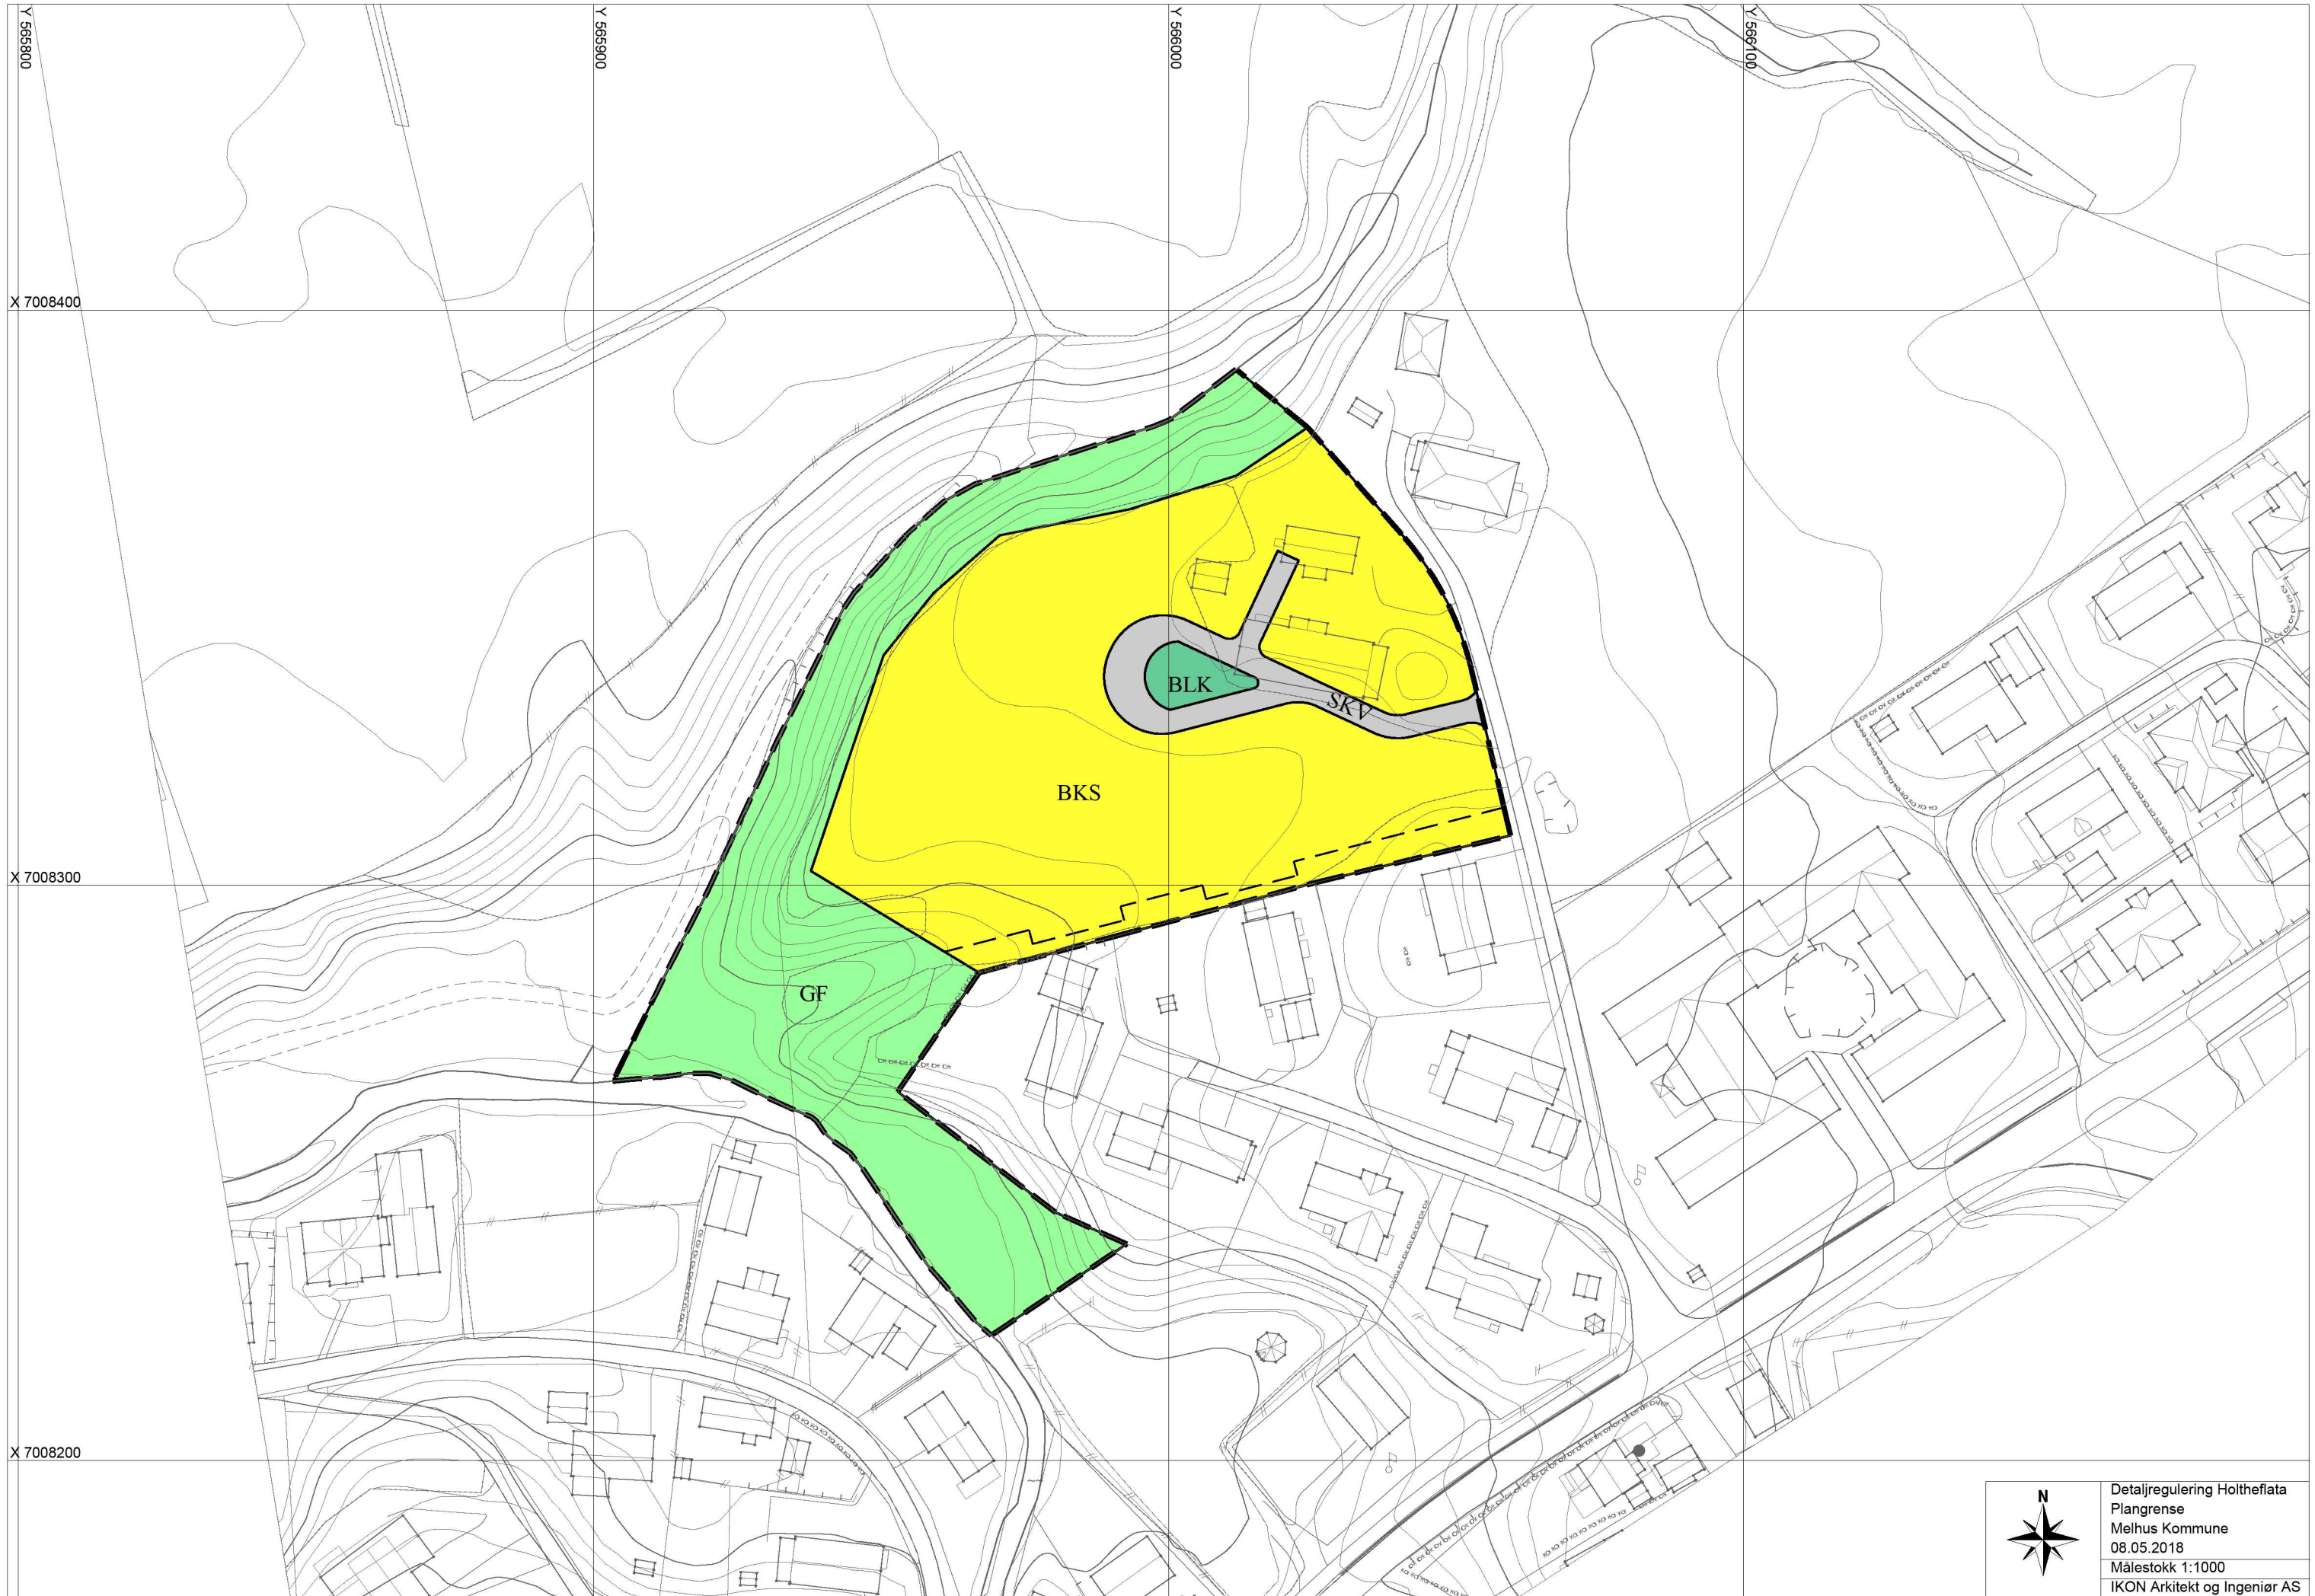 Y 565800
Y 565900
Y 566000
Y 566100
X 7008400
BLK
SKV
BKS
X 7008300
GF
X 7008200
N
Detaljregulering Holtheflata
Plangrense
Melhus Kommune
08.05.2018
Målestokk 1:1000
IKON Arkitekt og Ingeniør AS